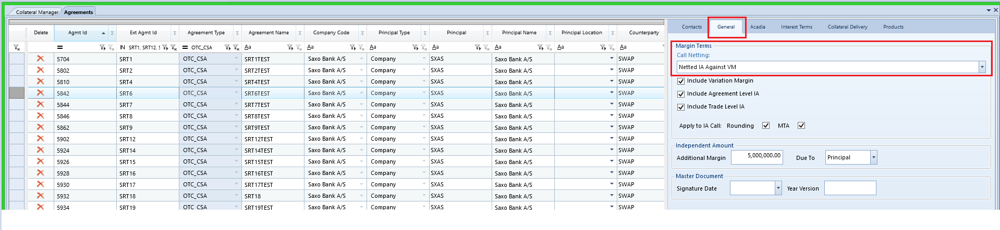 Collateral Manager Agreements
Contacts General Acadia Interest Terms Collateral Delivery Products
Delete Agmt Id Σ Ext Agmt Id Σ Agreement Type Σ Agreement Name Σ Company Code Σ Principal Type Σ Principal Σ Principal Name Σ Principal Location Σ Counterparty
= IN SRT1, SRT12, S = OTC_CSA Aa Aa Aa Aa Aa Aa Aa
5704 SRT1 OTC_CSA SRT1TEST Saxo Bank A/S Company SXAS Saxo Bank A/S SWAP
5802 SRT2 OTC_CSA SRT2TEST Saxo Bank A/S Company SXAS Saxo Bank A/S SWAP
5810 SRT4 OTC_CSA SRT4TEST Saxo Bank A/S Company SXAS Saxo Bank A/S SWAP
5842 SRT6 OTC_CSA SRT6TEST Saxo Bank A/S Company SXAS Saxo Bank A/S SWAP
5844 SRT7 OTC_CSA SRT7TEST Saxo Bank A/S Company SXAS Saxo Bank A/S SWAP
5846 SRT8 OTC_CSA SRT8TEST Saxo Bank A/S Company SXAS Saxo Bank A/S SWAP
5862 SRT9 OTC_CSA SRT9TEST Saxo Bank A/S Company SXAS Saxo Bank A/S SWAP
5902 SRT12 OTC_CSA SRT12TEST Saxo Bank A/S Company SXAS Saxo Bank A/S SWAP
5924 SRT14 OTC_CSA SRT14TEST Saxo Bank A/S Company SXAS Saxo Bank A/S SWAP
5926 SRT15 OTC_CSA SRT15TEST Saxo Bank A/S Company SXAS Saxo Bank A/S SWAP
5928 SRT16 OTC_CSA SRT16TEST Saxo Bank A/S Company SXAS Saxo Bank A/S SWAP
5930 SRT17 OTC_CSA SRT17TEST Saxo Bank A/S Company SXAS Saxo Bank A/S SWAP
5932 SRT18 OTC_CSA SRT18 Saxo Bank A/S Company SXAS Saxo Bank A/S SWAP
5934 SRT19 OTC_CSA SRT19TEST Saxo Bank A/S Company SXAS Saxo Bank A/S SWAP
Margin Terms
Call Netting:
Netted IA Against VM
Include Variation Margin
Include Agreement Level IA
Include Trade Level IA
Apply to IA Call: Rounding MTA
Independent Amount
Additional Margin 5,000,000.00 Due To Principal
Master Document
Signature Date Year Version